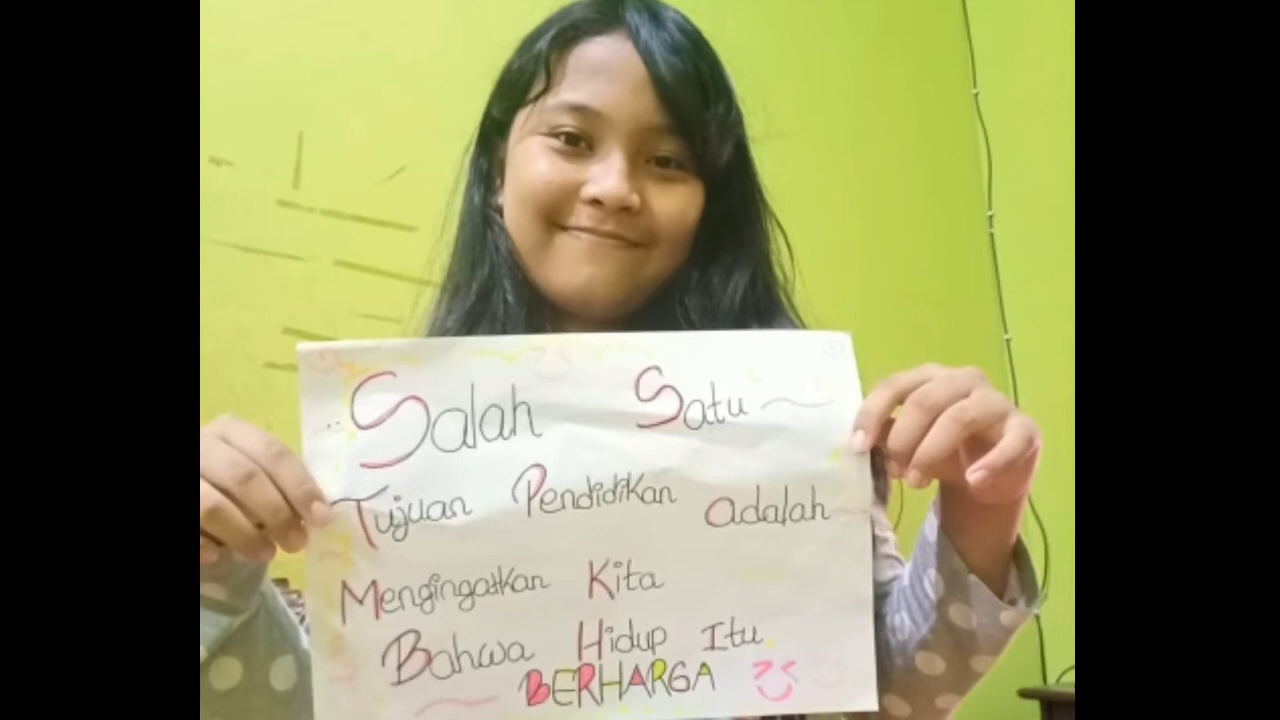 Salah Satu
Tujuan Pendidikan adalah
Mengingatkan Kita
Bahwa Hidup Itu
BERHARGA